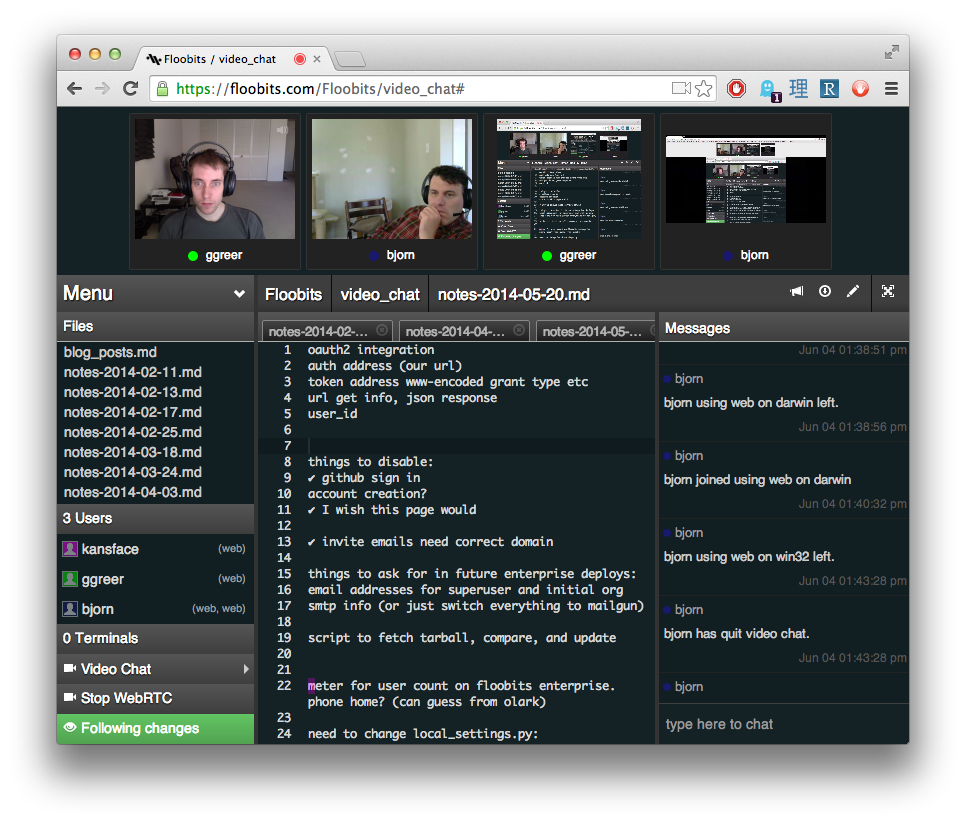 Floobits / video_chat
https://floobits.com/Floobits/video_chat#
1
理
R
ggreer
bjorn
ggreer
bjorn
Menu
Floobits
video_chat
notes-2014-05-20.md
Files
blog_posts.md
notes-2014-02-11.md
notes-2014-02-13.md
notes-2014-02-17.md
notes-2014-02-25.md
notes-2014-03-18.md
notes-2014-03-24.md
notes-2014-04-03.md
3 Users
kansface (web)
ggreer (web)
bjorn (web, web)
0 Terminals
Video Chat
Stop WebRTC
Following changes
notes-2014-02-...
notes-2014-04-...
notes-2014-05-...
1 oauth2 integration
2 auth address (our url)
3 token address www-encoded grant type etc
4 url get info, json response
5 user_id
6
7
8 things to disable:
9 ✔ github sign in
10 account creation?
11 ✔ I wish this page would
12
13 ✔ invite emails need correct domain
14
15 things to ask for in future enterprise deploys:
16 email addresses for superuser and initial org
17 smtp info (or just switch everything to mailgun)
18
19 script to fetch tarball, compare, and update
20
21
22 meter for user count on floobits enterprise.
phone home? (can guess from olark)
23
24 need to change local_settings.py:
Messages
Jun 04 01:38:51 pm
bjorn
bjorn using web on darwin left.
Jun 04 01:38:56 pm
bjorn
bjorn joined using web on darwin
Jun 04 01:40:32 pm
bjorn
bjorn using web on win32 left.
Jun 04 01:43:28 pm
bjorn
bjorn has quit video chat.
Jun 04 01:43:28 pm
bjorn
type here to chat